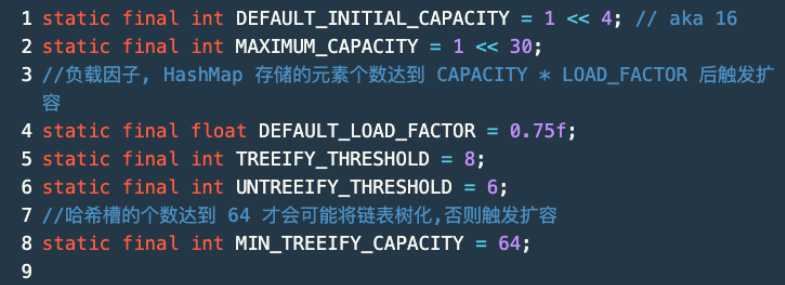 1 static final int DEFAULT_INITIAL_CAPACITY = 1 << 4; // aka 16
2 static final int MAXIMUM_CAPACITY = 1 << 30;
3 //负载因子, HashMap 存储的元素个数达到 CAPACITY * LOAD_FACTOR 后触发扩
容
4 static final float DEFAULT_LOAD_FACTOR = 0.75f;
5 static final int TREEIFY_THRESHOLD = 8;
6 static final int UNTREEIFY_THRESHOLD = 6;
7 //哈希槽的个数达到 64 才会可能将链表树化,否则触发扩容
8 static final int MIN_TREEIFY_CAPACITY = 64;
9